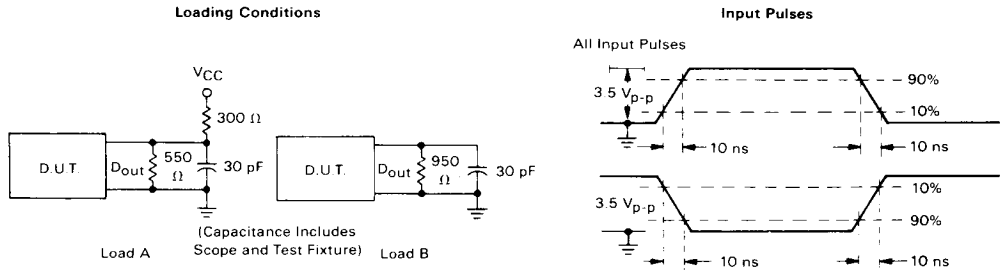 Loading Conditions
VCC
300 Ω
D.U.T.
Dout
550
Ω
30 pF
Load A
D.U.T.
Dout
950
Ω
30 pF
Load B
(Capacitance Includes
Scope and Test Fixture)
Input Pulses
All Input Pulses
3.5 Vp-p
90%
10%
10 ns
10 ns
3.5 Vp-p
10%
90%
10 ns
10 ns